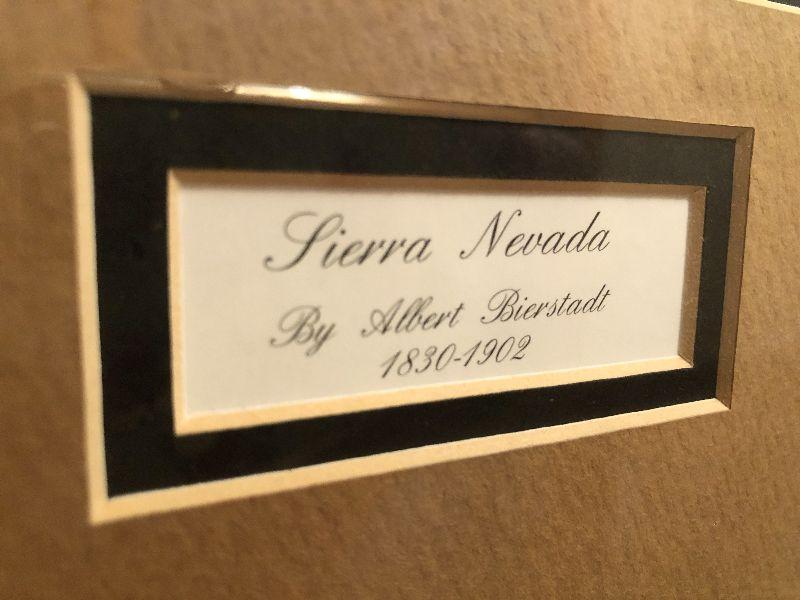 Sierra Nevada
By Albert Bierstadt
1830-1902